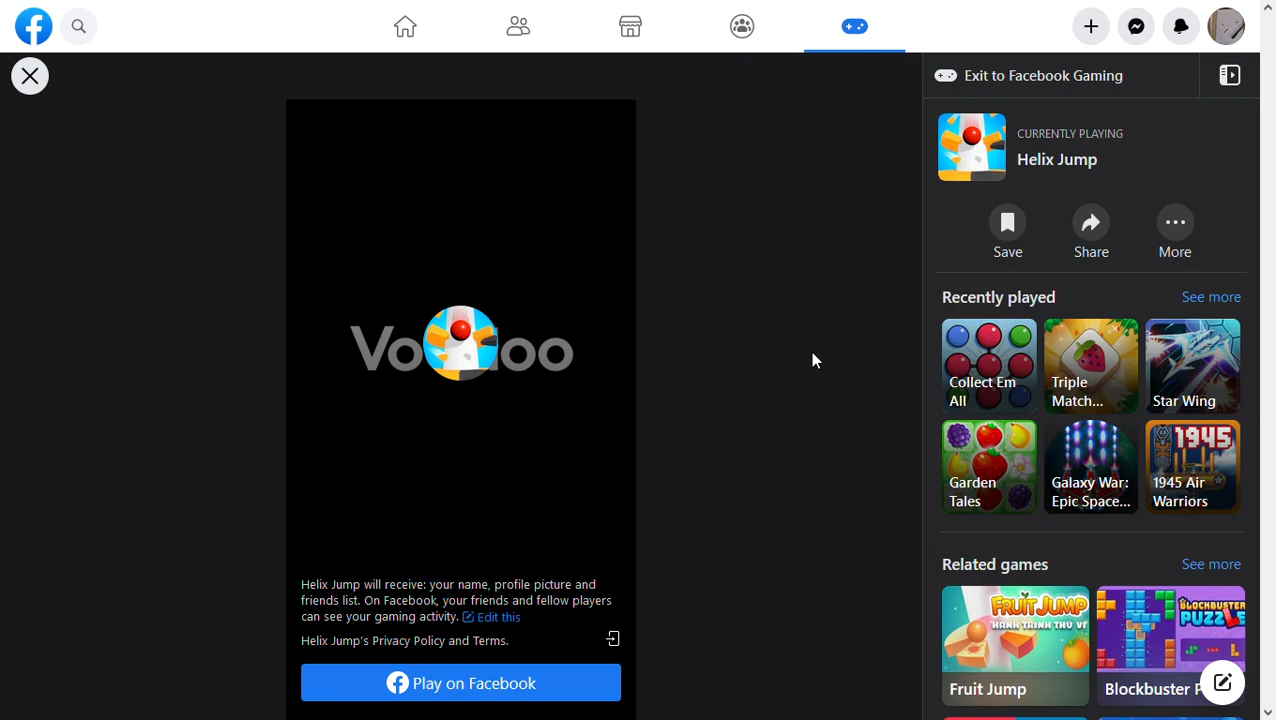 Exit to Facebook Gaming
CURRENTLY PLAYING
Helix Jump
Save
Share
More
Recently played
See more
Collect Em
All
Triple
Match...
Star Wing
Garden
Tales
Galaxy War:
Epic Space...
1945
1945 Air
Warriors
Related games
See more
FRUIT JUMP
HÀNH TRÌNH THÚ VỊ
Fruit Jump
BLOCKBUSTER
PUZZLE
Blockbuster
Helix Jump will receive: your name, profile picture and
friends list. On Facebook, your friends and fellow players
can see your gaming activity. Edit this
Helix Jump's Privacy Policy and Terms.
Play on Facebook